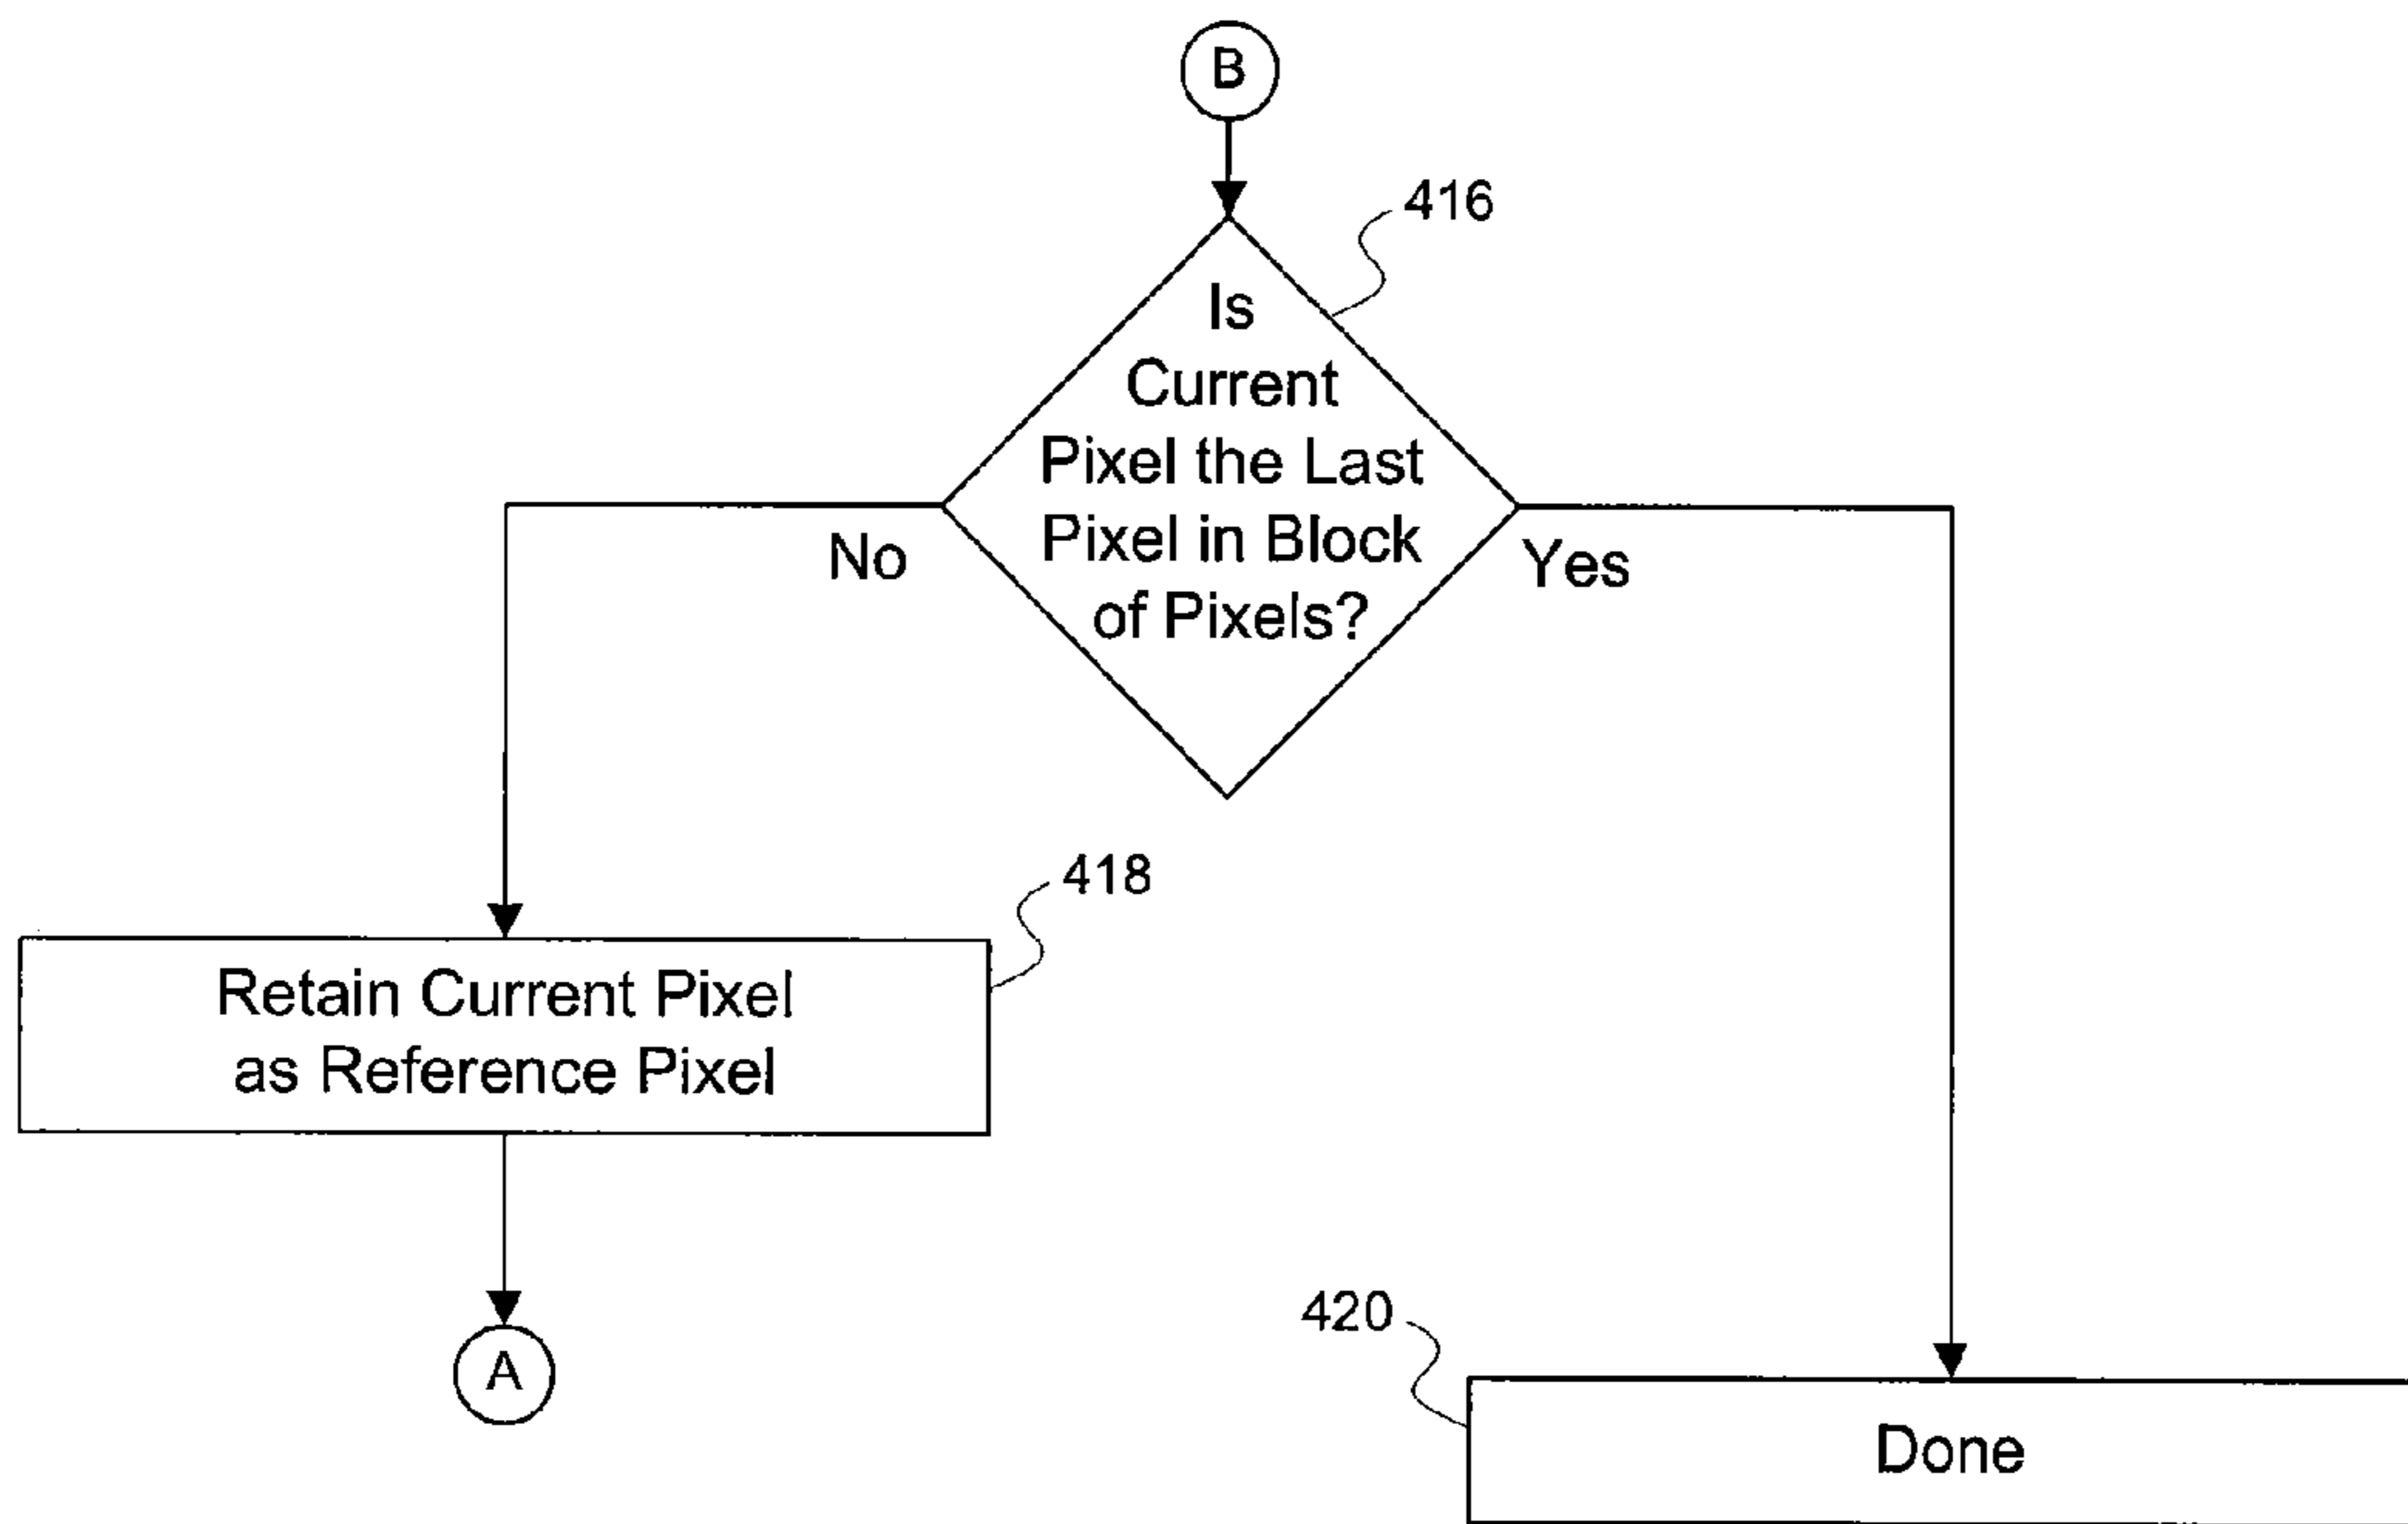 B
416
Is
Current
Pixel the Last
Pixel in Block
of Pixels?
No
Yes
418
Retain Current Pixel
as Reference Pixel
A
420
Done